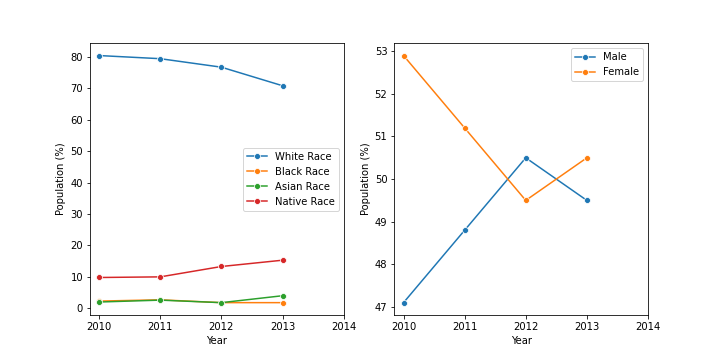 80
70
60
50
40
30
20
10
0
Population (%)
White Race
Black Race
Asian Race
Native Race
2010 2011 2012 2013 2014
Year
53
52
51
50
49
48
47
Population (%)
Male
Female
2010 2011 2012 2013 2014
Year